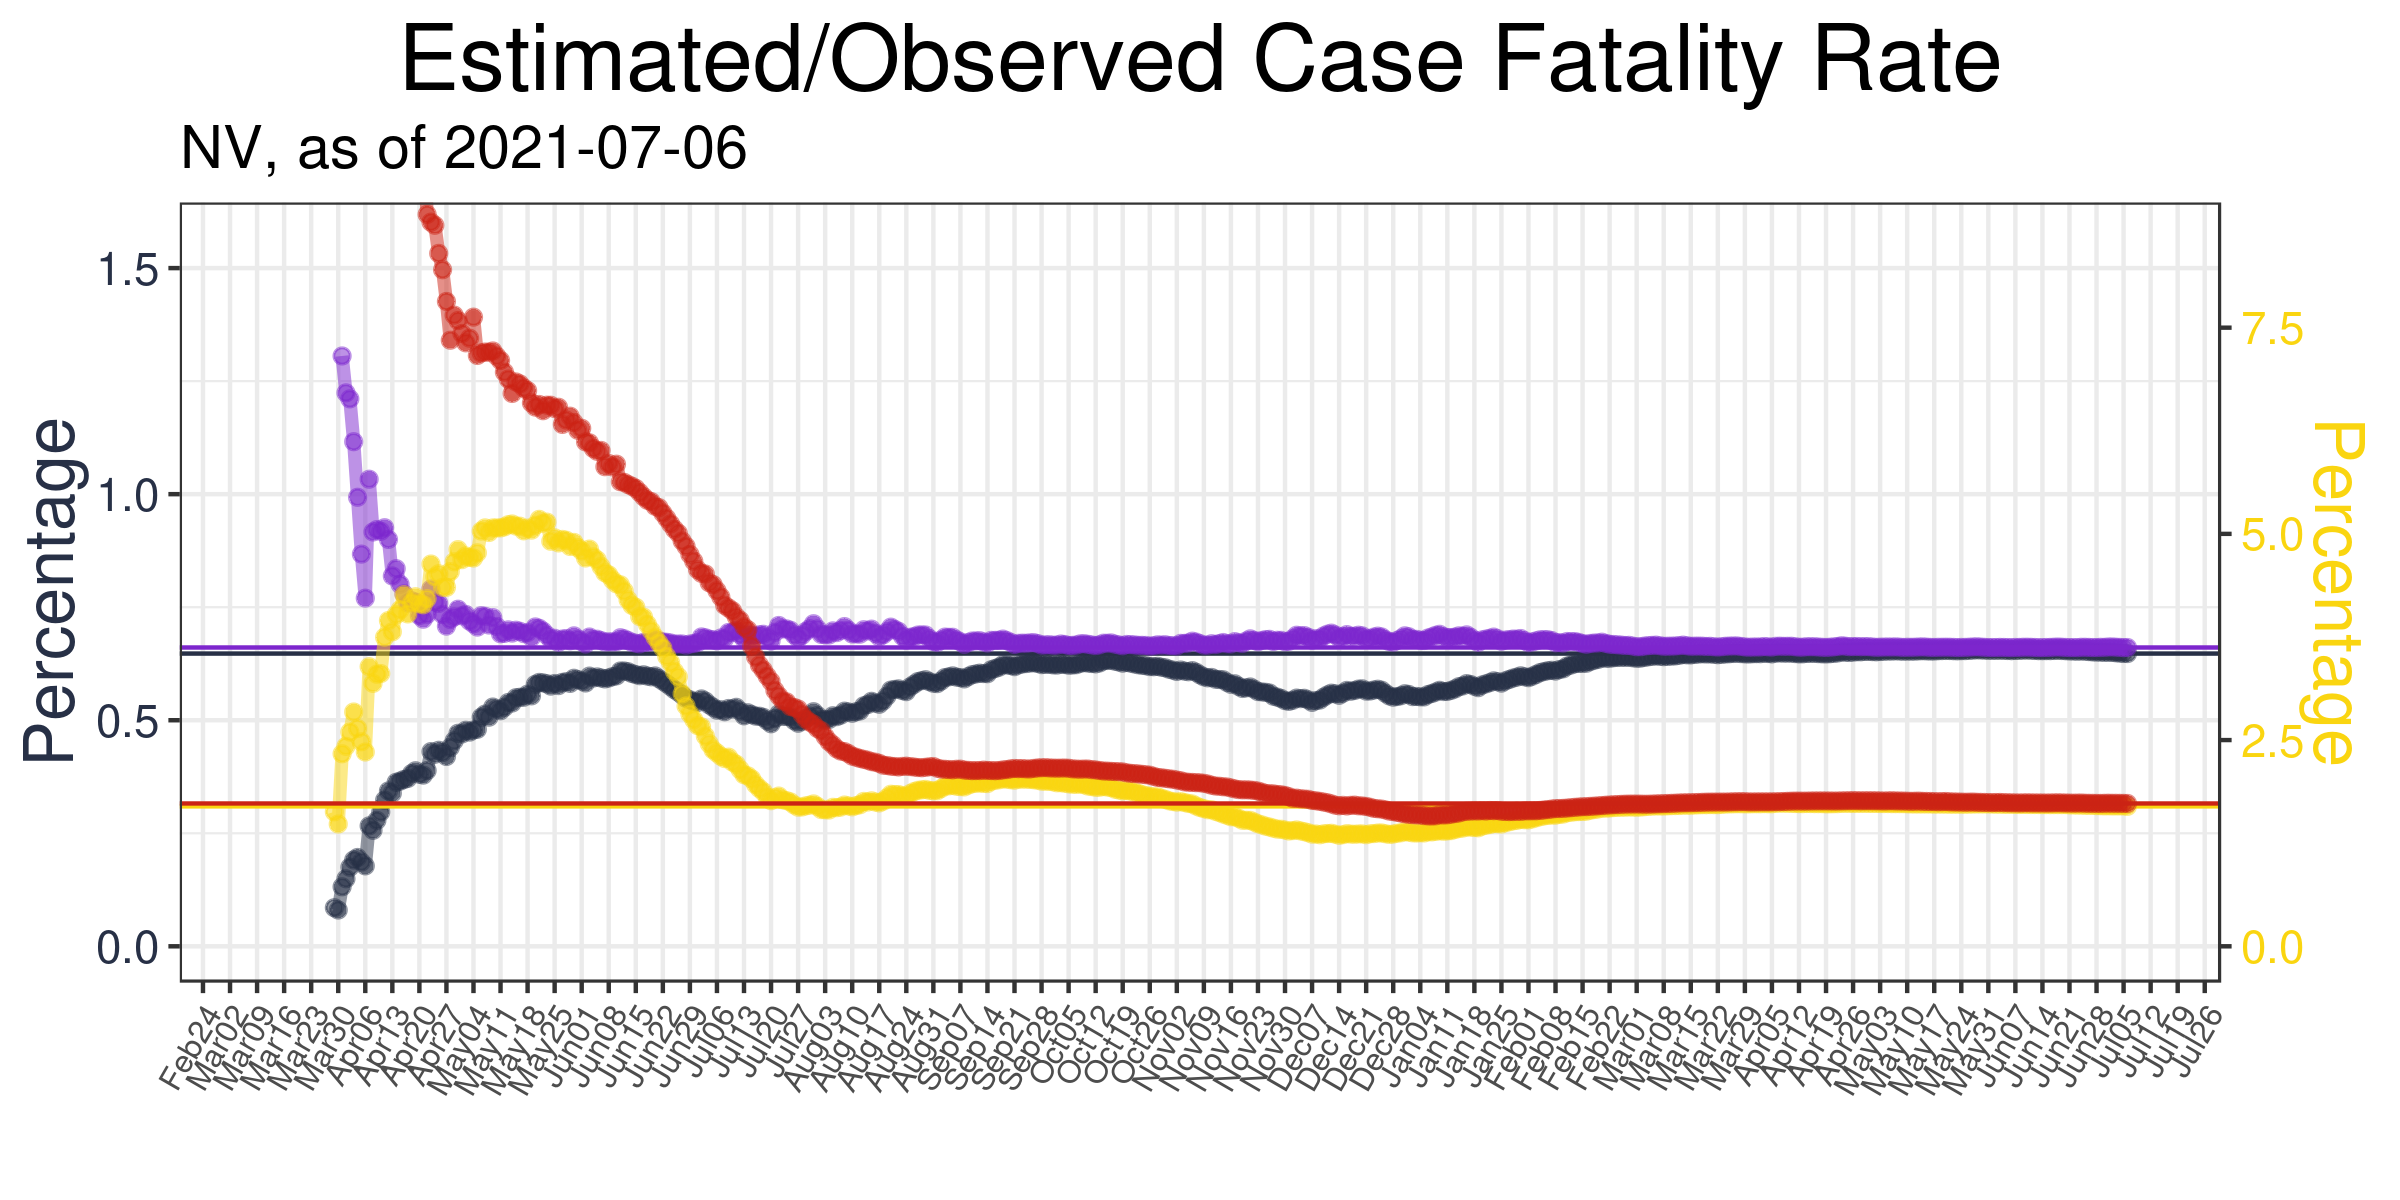 Estimated/Observed Case Fatality Rate
NV, as of 2021-07-06
Percentage
1.5
1.0
0.5
0.0
7.5
5.0
2.5
0.0
Percentage
Feb24
Mar02
Mar09
Mar16
Mar23
Mar30
Apr06
Apr13
Apr20
Apr27
May04
May11
May18
May25
Jun01
Jun08
Jun15
Jun22
Jun29
Jul06
Jul13
Jul20
Jul27
Aug03
Aug10
Aug17
Aug24
Aug31
Sep07
Sep14
Sep21
Sep28
Oct05
Oct12
Oct19
Oct26
Nov02
Nov09
Nov16
Nov23
Nov30
Dec07
Dec14
Dec21
Dec28
Jan04
Jan11
Jan18
Jan25
Feb01
Feb08
Feb15
Feb22
Mar01
Mar08
Mar15
Mar22
Mar29
Apr05
Apr12
Apr19
Apr26
May03
May10
May17
May24
May31
Jun07
Jun14
Jun21
Jun28
Jul05
Jul12
Jul19
Jul26